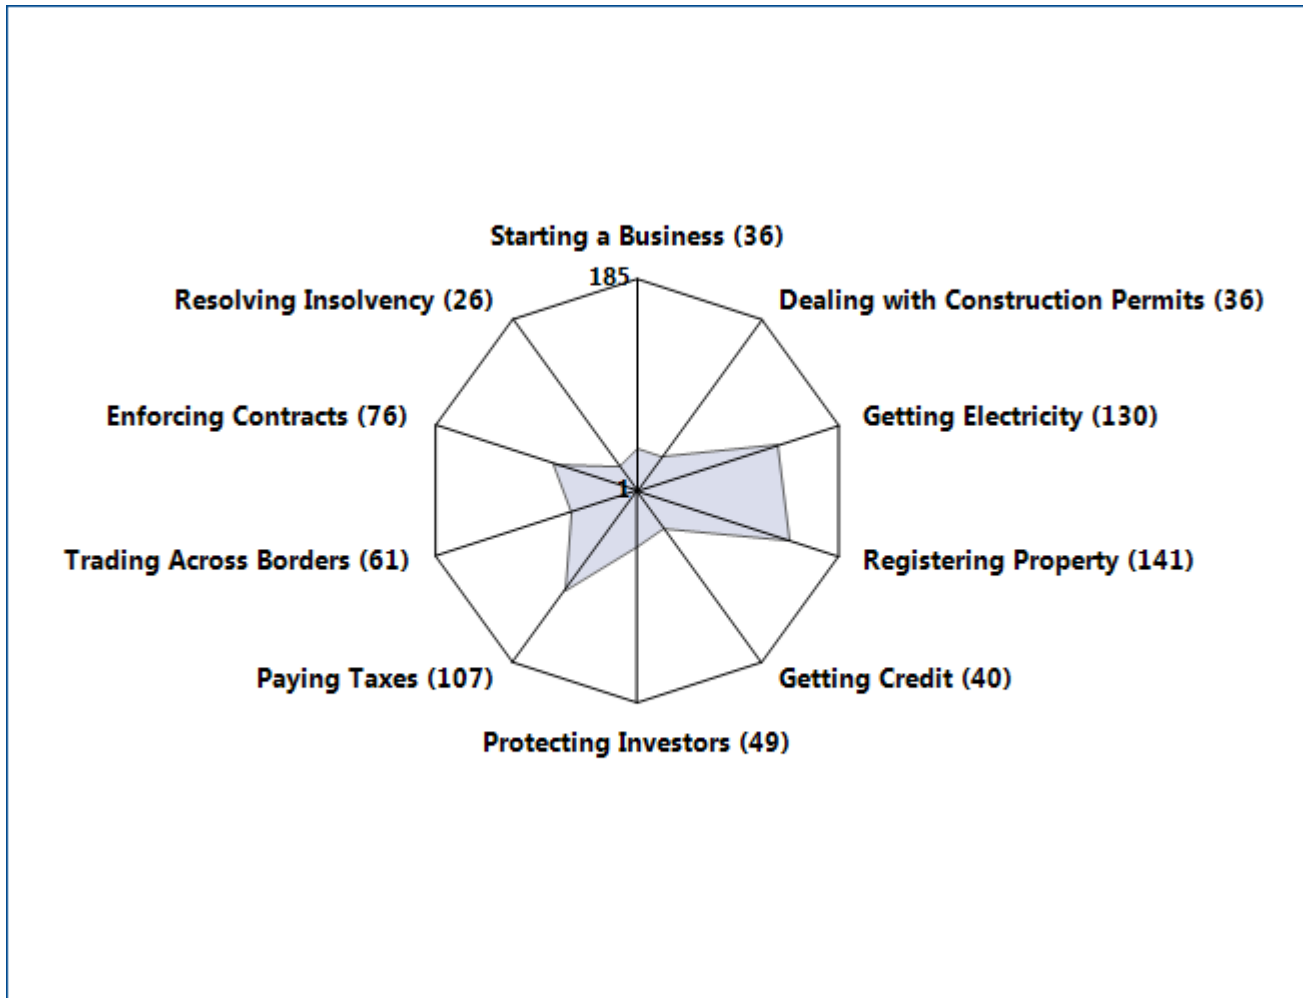 Starting a Business (36)
185
Resolving Insolvency (26)
Dealing with Construction Permits (36)
Enforcing Contracts (76)
Getting Electricity (130)
1
Trading Across Borders (61)
Registering Property (141)
Paying Taxes (107)
Getting Credit (40)
Protecting Investors (49)